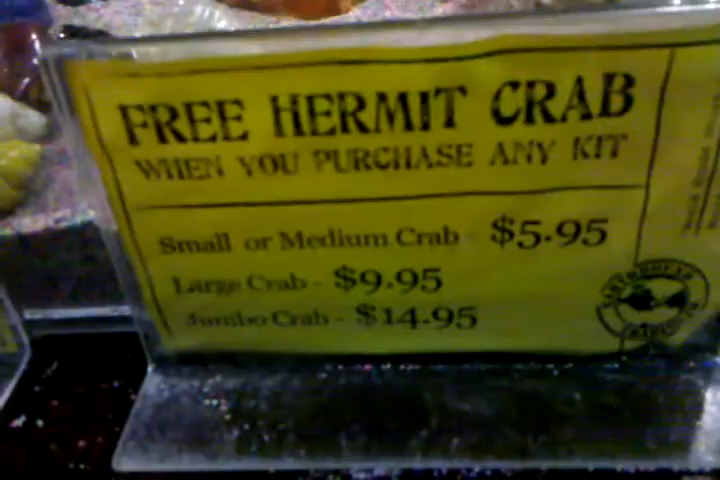 FREE HERMIT CRAB
WHEN YOU PURCHASE ANY KIT
Small or Medium Crab - $5.95
Large Crab - $9.95
Jumbo Crab - $14.95